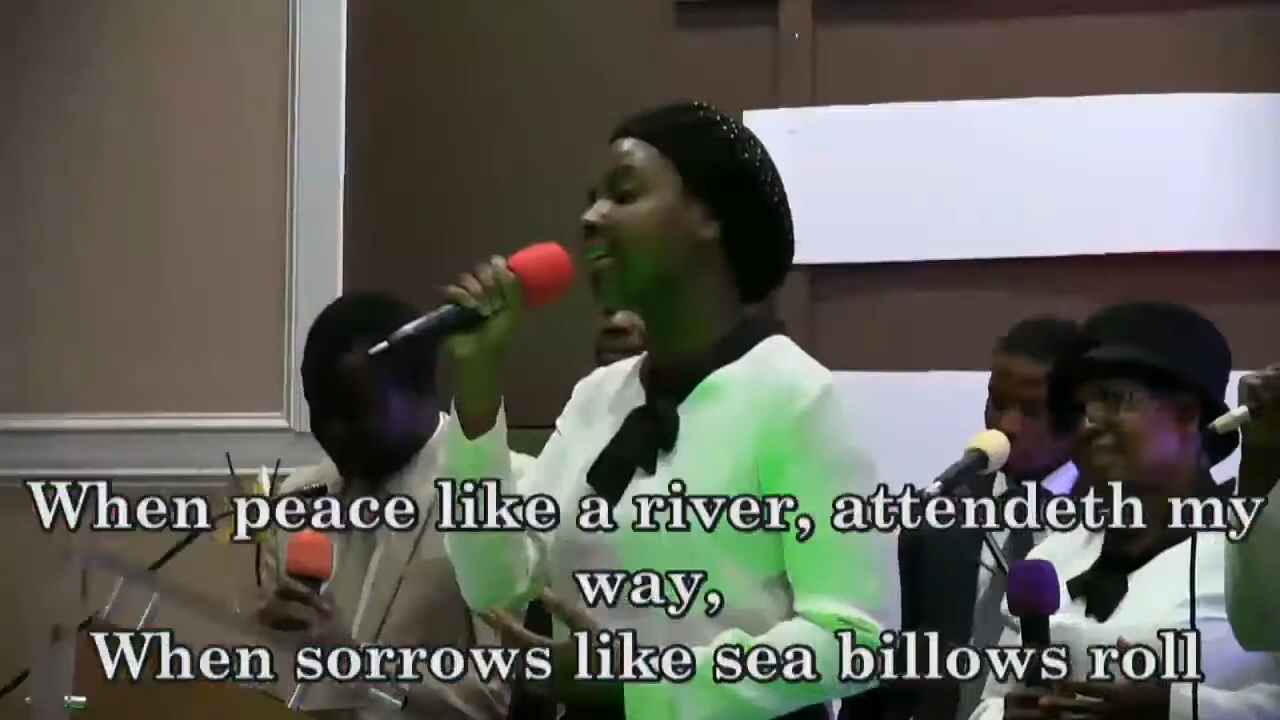 When peace like a river, attendeth my
way,
When sorrows like sea billows roll